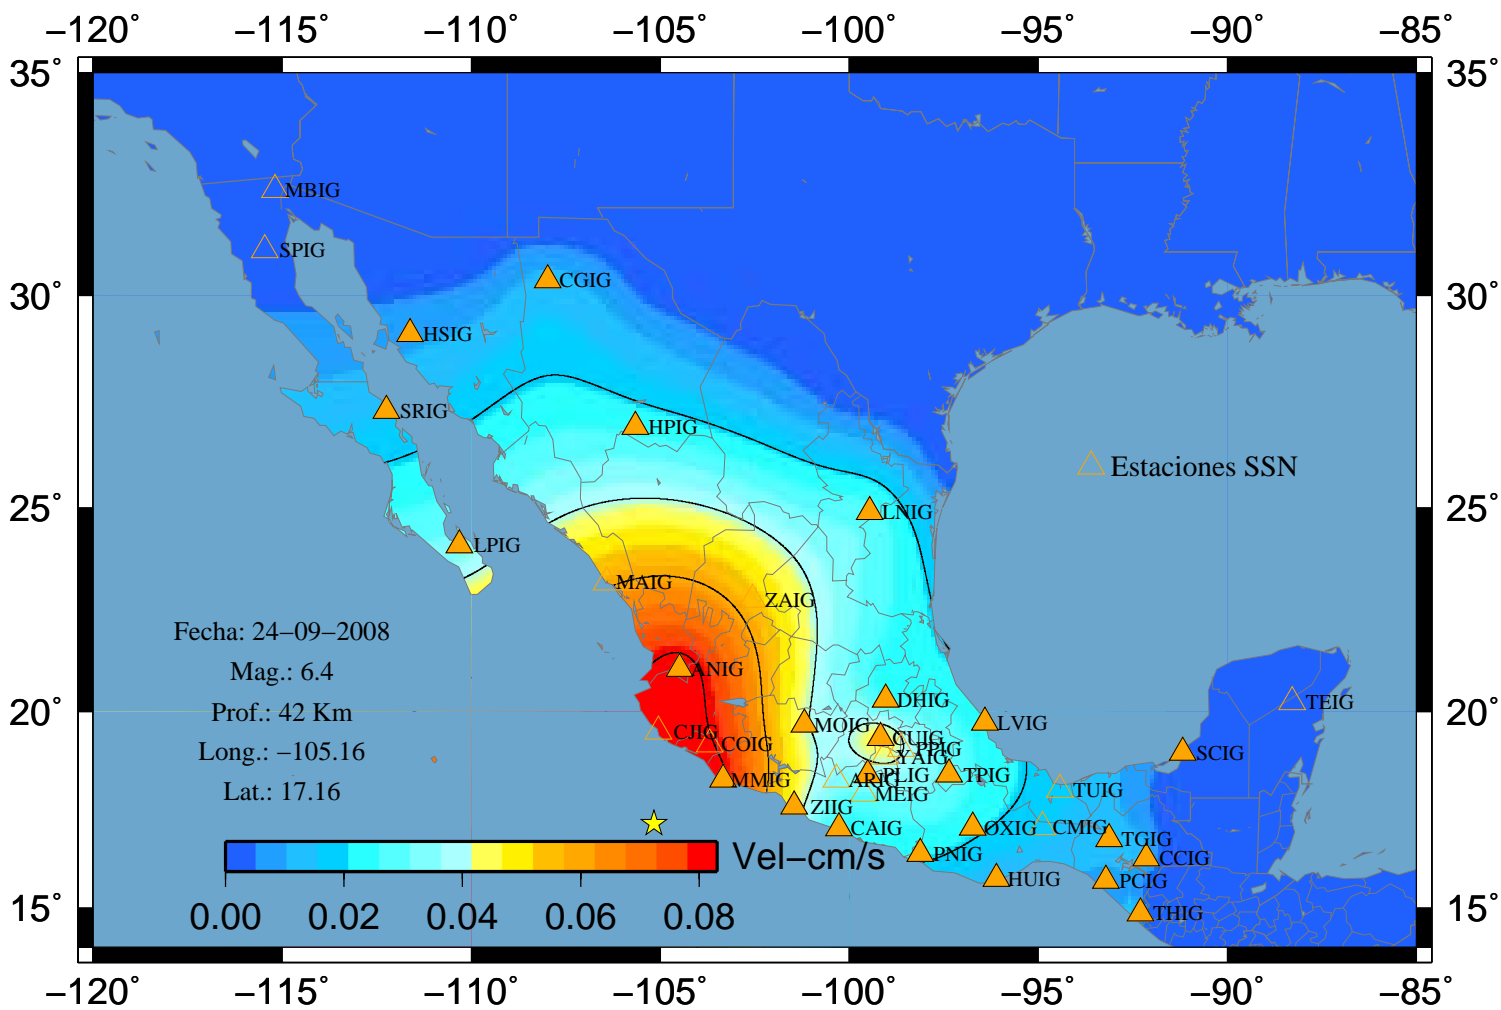 −120° −115° −110° −105° −100° −95° −90° −85°
35° 35°
MBIG
SPIG
CGIG
30° 30°
HSIG
SRIG
HPIG
Estaciones SSN
25° 25°
LNIG
LPIG
MAIG
ZAIG
Fecha: 24−09−2008
Mag.: 6.4
ANIG
DHIG
TEIG
Prof.: 42 Km
20° 20°
MOIG
LVIG
CJIG
CUIG
COIG
PPIG
Long.: −105.16
SCIG
YAIG
MMIG
ARIG
PLIG
TPIG
Lat.: 17.16
MEIG
TUIG
ZIIG
CAIG
OXIG
CMIG
TGIG
Vel−cm/s
PNIG
CCIG
HUIG
PCIG
0.00 0.02 0.04 0.06 0.08
THIG
15° 15°
−120° −115° −110° −105° −100° −95° −90° −85°